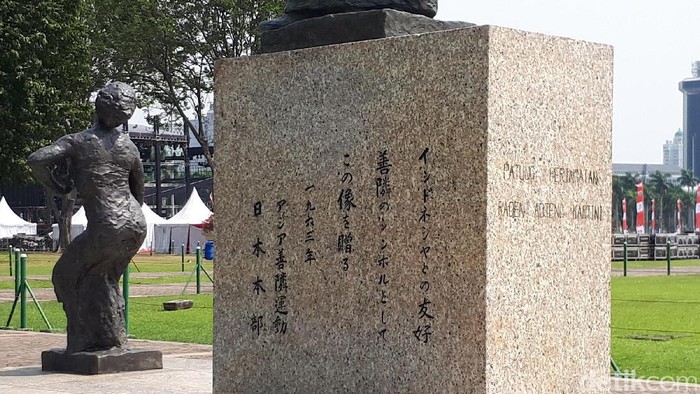 インドネシヤとの友好
善隣のシンボルとして
この像を贈る
一九六三年
アジア善隣運動
日本本部
PATUNG PERINGATAN
RADEN ADJENG KARTINI
detikcom